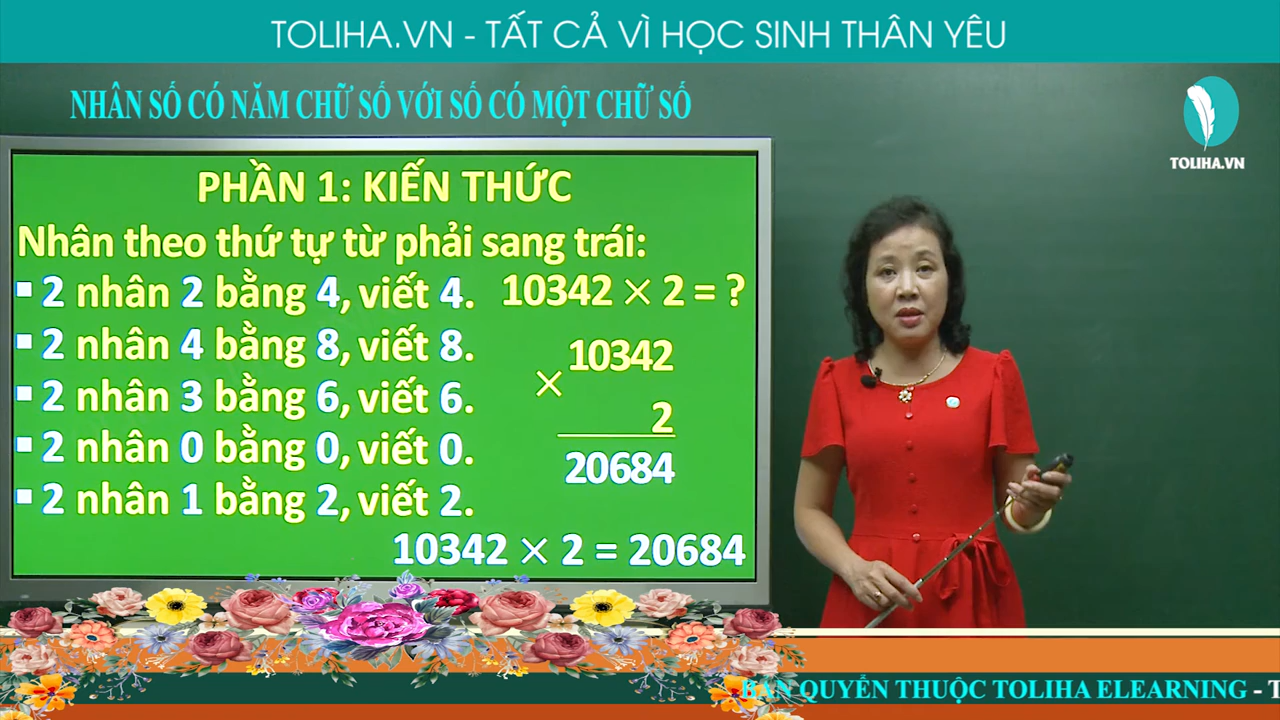 TOLIHA.VN - TẤT CẢ VÌ HỌC SINH THÂN YÊU
NHÂN SỐ CÓ NĂM CHỮ SỐ VỚI SỐ CÓ MỘT CHỮ SỐ
TOLIHA.VN
PHẦN 1: KIẾN THỨC
Nhân theo thứ tự từ phải sang trái:
▪ 2 nhân 2 bằng 4, viết 4.
▪ 2 nhân 4 bằng 8, viết 8.
▪ 2 nhân 3 bằng 6, viết 6.
▪ 2 nhân 0 bằng 0, viết 0.
▪ 2 nhân 1 bằng 2, viết 2.
10342 × 2 = ?
10342
×
2
20684
10342 × 2 = 20684
BẢN QUYỀN THUỘC TOLIHA ELEARNING - T